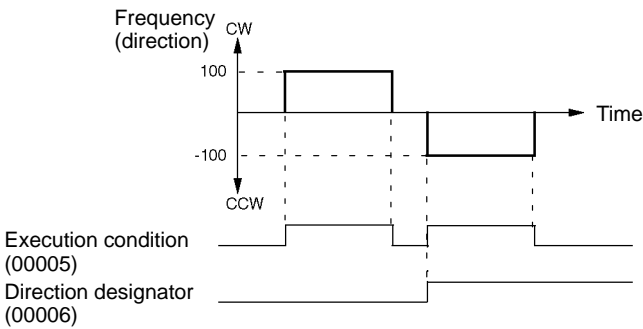 Frequency
(direction)
CW
100
Time
-100
CCW
Execution condition
(00005)
Direction designator
(00006)